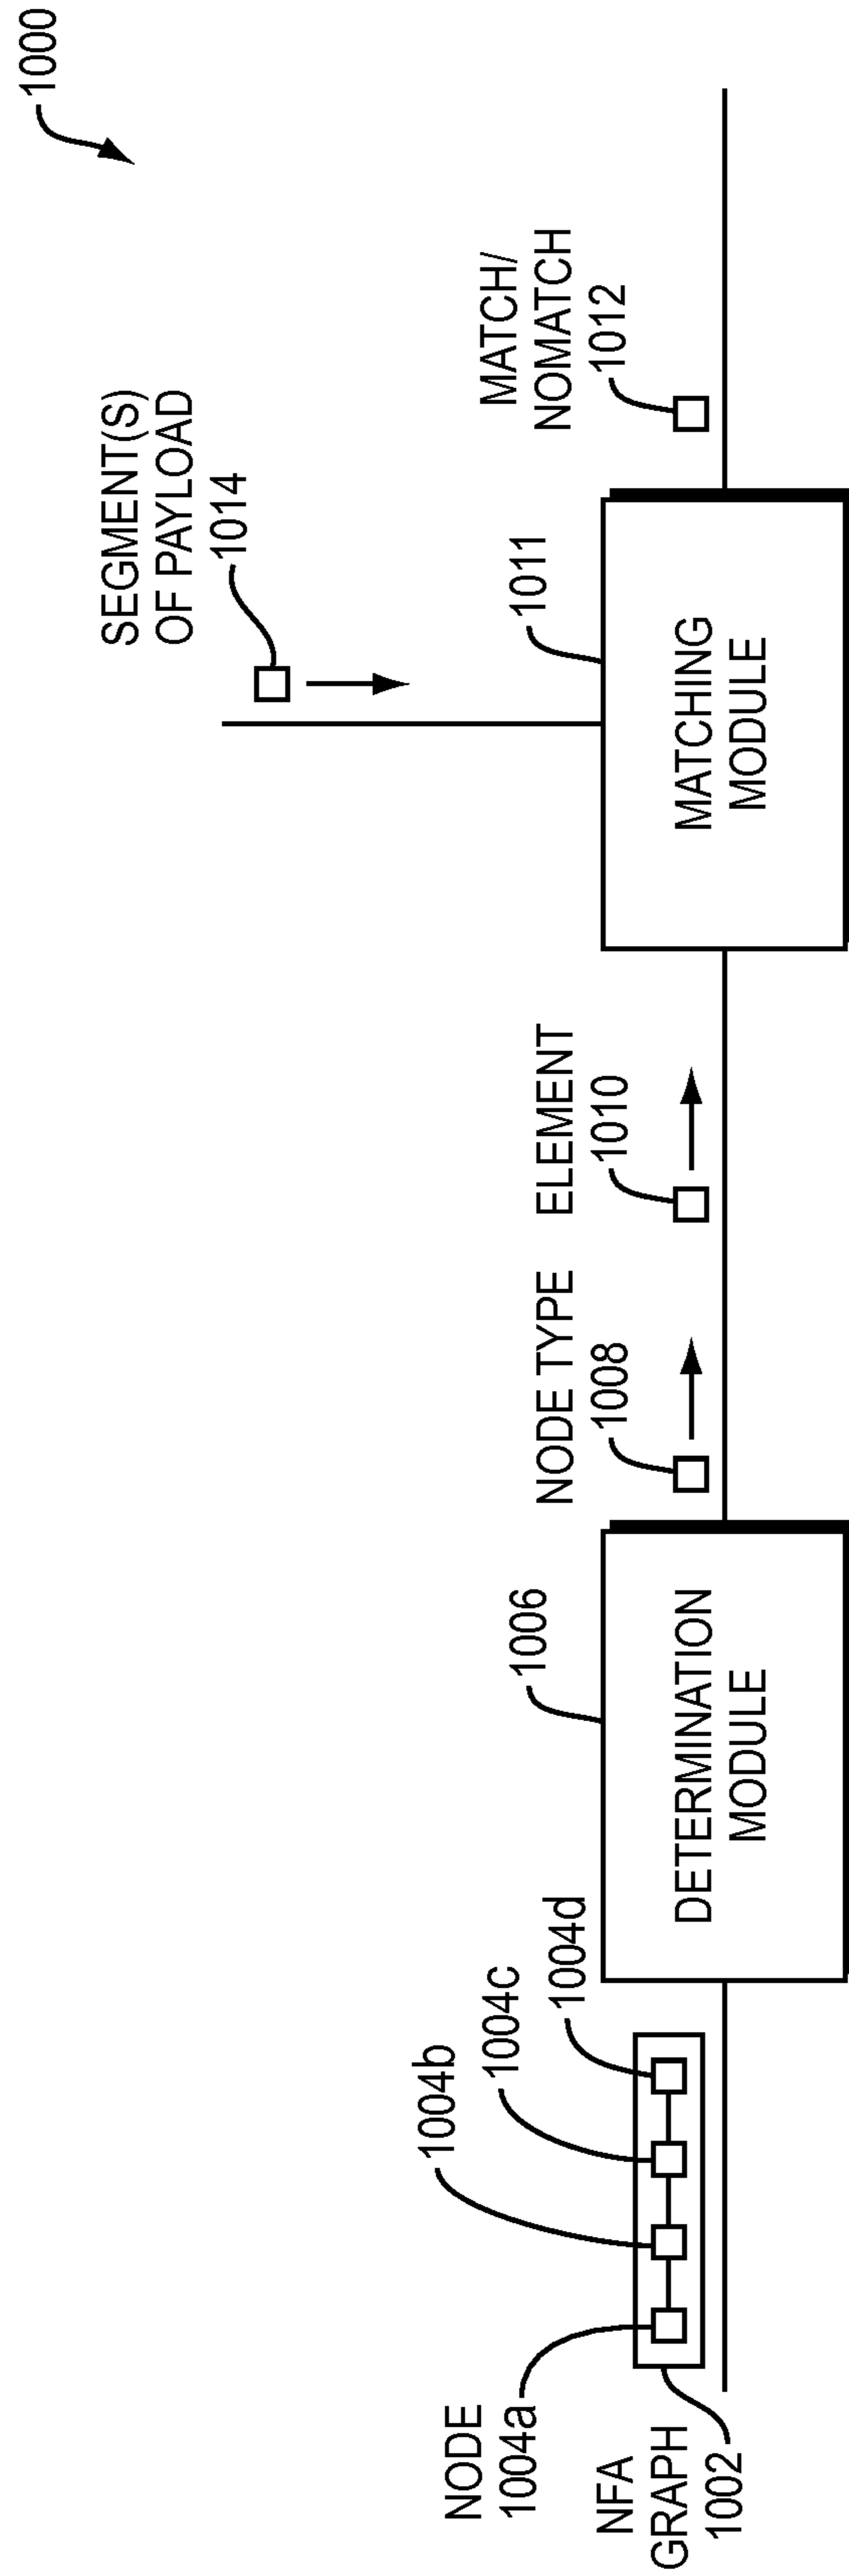 1000
SEGMENT(S)
OF PAYLOAD
1014
MATCH/
NOMATCH
1012
1011
MATCHING
MODULE
ELEMENT
1010
NODE TYPE
1008
1006
DETERMINATION
MODULE
1004b
1004c
1004d
NODE
1004a
NFA
GRAPH
1002